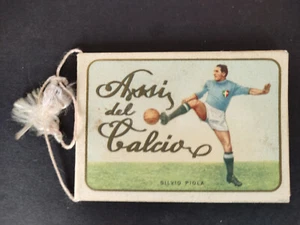 Assi
del
Calcio
SILVIO PIOLA